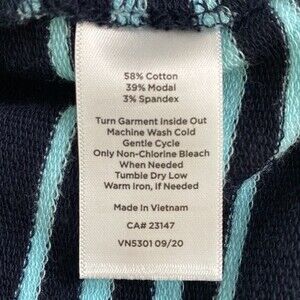 58% Cotton
39% Modal
3% Spandex
Turn Garment Inside Out
Machine Wash Cold
Gentle Cycle
Only Non-Chlorine Bleach
When Needed
Tumble Dry Low
Warm Iron, If Needed
Made In Vietnam
CA# 23147
VN5301 09/20